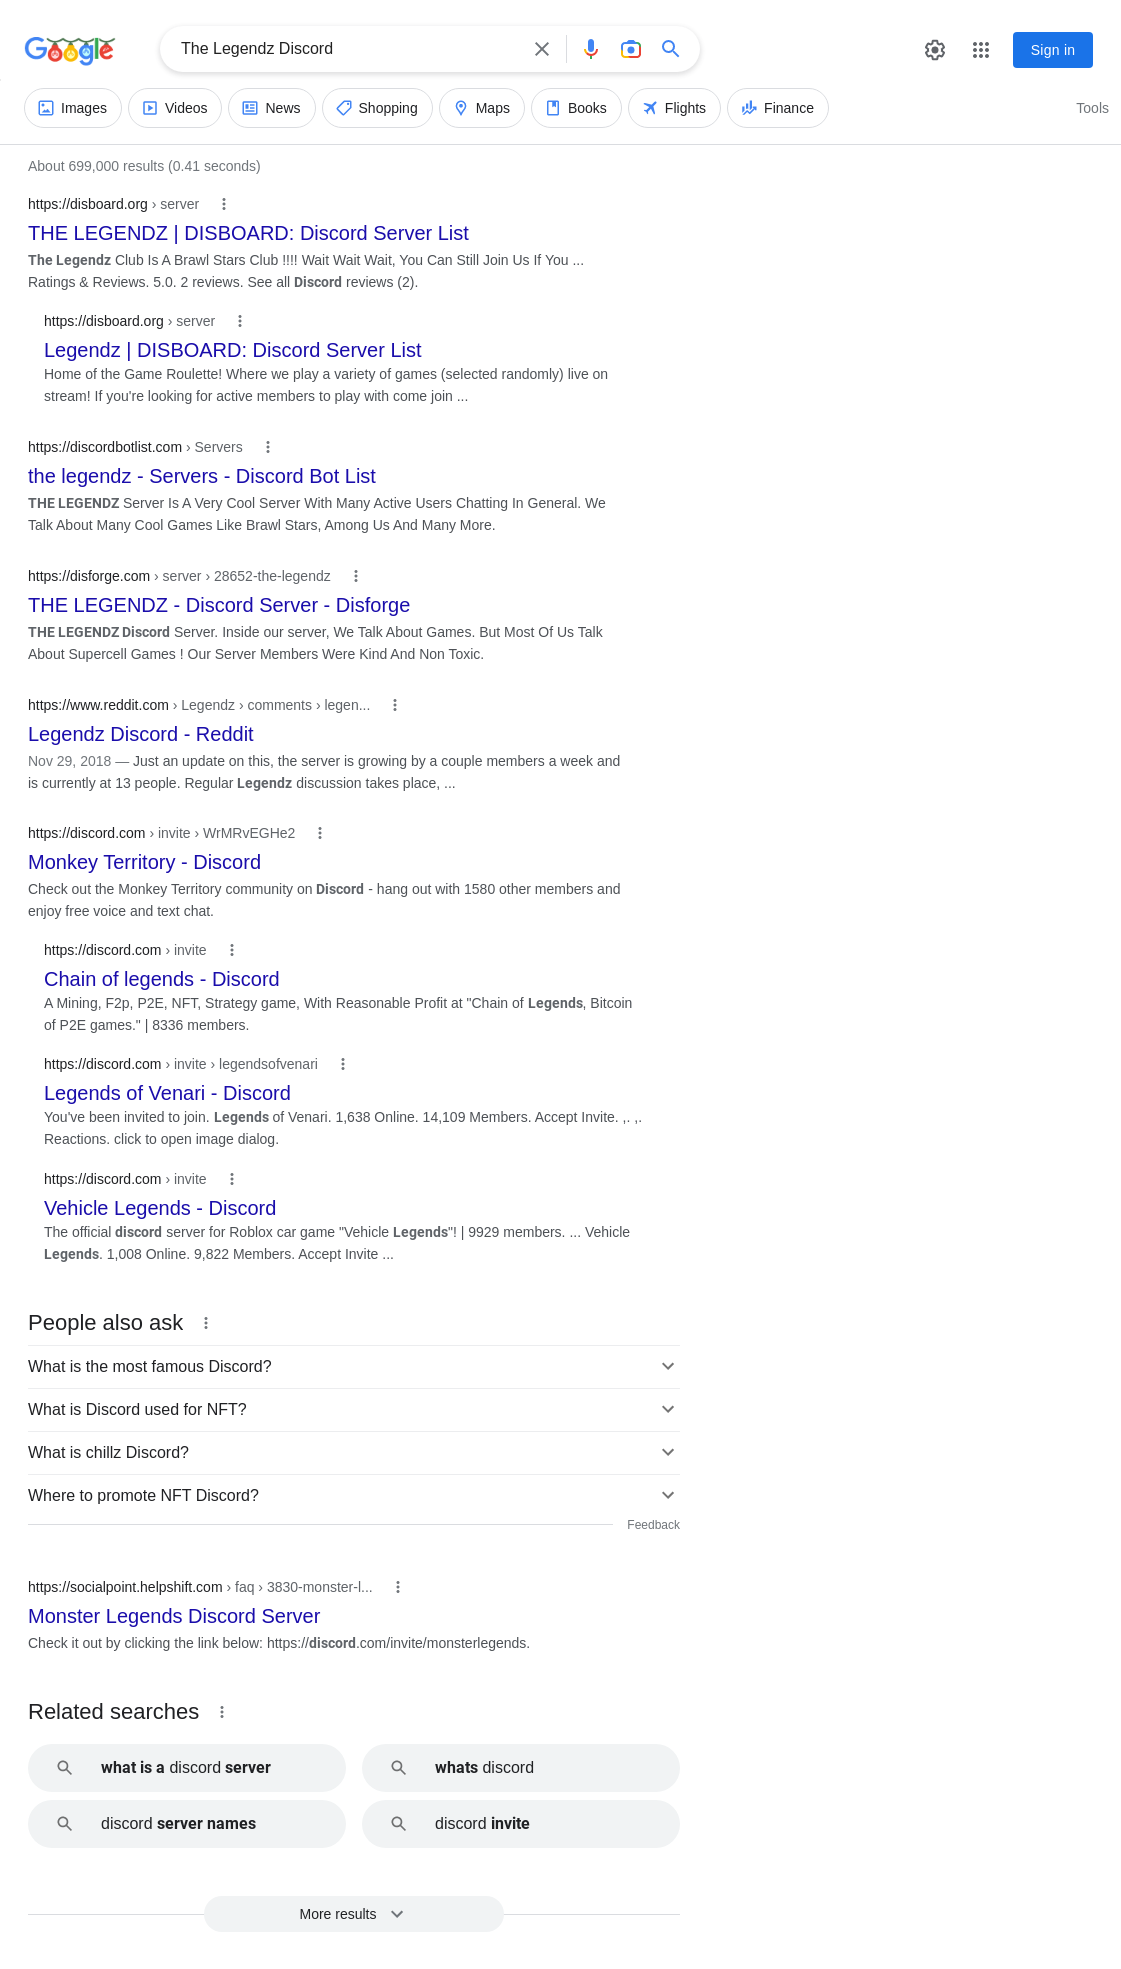 Google
The Legendz Discord
Sign in
Images Videos News Shopping Maps Books Flights Finance Tools
About 699,000 results (0.41 seconds)
https://disboard.org › server
THE LEGENDZ | DISBOARD: Discord Server List
The Legendz Club Is A Brawl Stars Club !!!! Wait Wait Wait, You Can Still Join Us If You ...
Ratings & Reviews. 5.0. 2 reviews. See all Discord reviews (2).
https://disboard.org › server
Legendz | DISBOARD: Discord Server List
Home of the Game Roulette! Where we play a variety of games (selected randomly) live on
stream! If you're looking for active members to play with come join ...
https://discordbotlist.com › Servers
the legendz - Servers - Discord Bot List
THE LEGENDZ Server Is A Very Cool Server With Many Active Users Chatting In General. We
Talk About Many Cool Games Like Brawl Stars, Among Us And Many More.
https://disforge.com › server › 28652-the-legendz
THE LEGENDZ - Discord Server - Disforge
THE LEGENDZ Discord Server. Inside our server, We Talk About Games. But Most Of Us Talk
About Supercell Games ! Our Server Members Were Kind And Non Toxic.
https://www.reddit.com › Legendz › comments › legen...
Legendz Discord - Reddit
Nov 29, 2018 — Just an update on this, the server is growing by a couple members a week and
is currently at 13 people. Regular Legendz discussion takes place, ...
https://discord.com › invite › WrMRvEGHe2
Monkey Territory - Discord
Check out the Monkey Territory community on Discord - hang out with 1580 other members and
enjoy free voice and text chat.
https://discord.com › invite
Chain of legends - Discord
A Mining, F2p, P2E, NFT, Strategy game, With Reasonable Profit at "Chain of Legends, Bitcoin
of P2E games." | 8336 members.
https://discord.com › invite › legendsofvenari
Legends of Venari - Discord
You've been invited to join. Legends of Venari. 1,638 Online. 14,109 Members. Accept Invite. ,. ,.
Reactions. click to open image dialog.
https://discord.com › invite
Vehicle Legends - Discord
The official discord server for Roblox car game "Vehicle Legends"! | 9929 members. ... Vehicle
Legends. 1,008 Online. 9,822 Members. Accept Invite ...
People also ask
What is the most famous Discord?
What is Discord used for NFT?
What is chillz Discord?
Where to promote NFT Discord?
Feedback
https://socialpoint.helpshift.com › faq › 3830-monster-l...
Monster Legends Discord Server
Check it out by clicking the link below: https://discord.com/invite/monsterlegends.
Related searches
what is a discord server
whats discord
discord server names
discord invite
More results